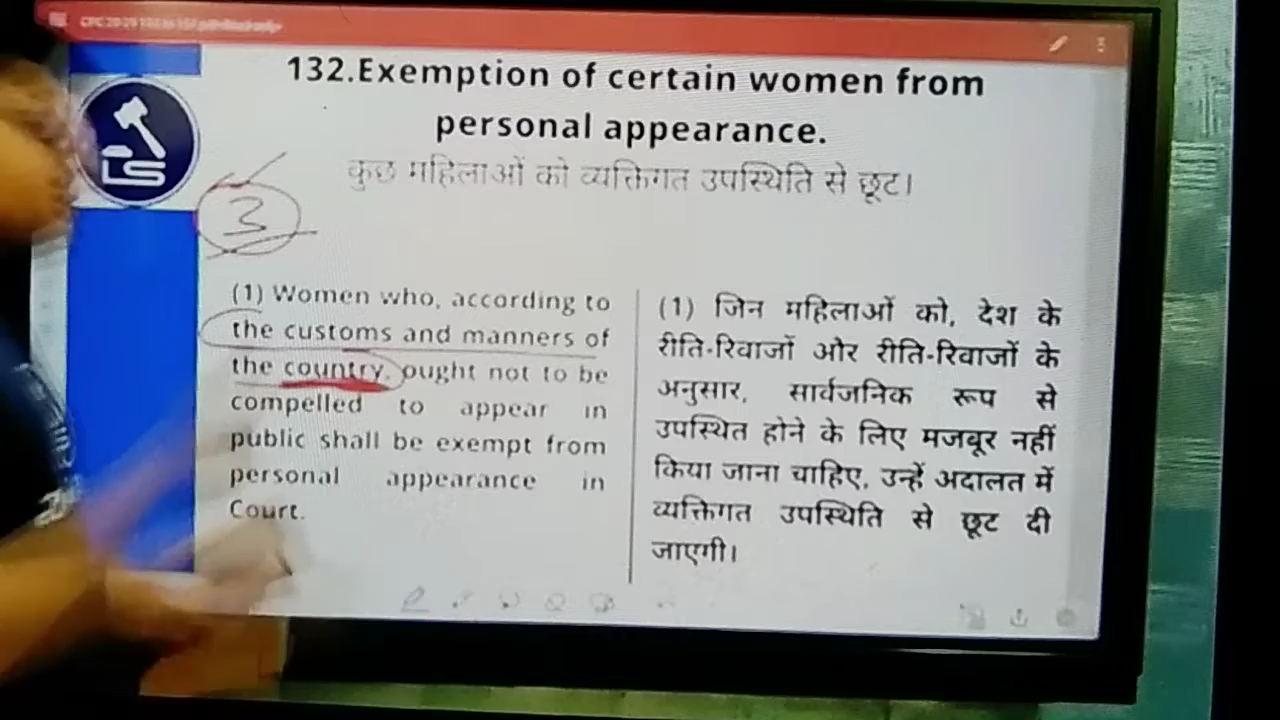 132.Exemption of certain women from
personal appearance.
कुछ महिलाओं को व्यक्तिगत उपस्थिति से छूट।
3
LS
(1) Women who, according to
the customs and manners of
the country, ought not to be
compelled to appear in
public shall be exempt from
personal appearance in
Court.
(1) जिन महिलाओं को, देश के
रीति-रिवाजों और रीति-रिवाजों के
अनुसार, सार्वजनिक रूप से
उपस्थित होने के लिए मजबूर नहीं
किया जाना चाहिए, उन्हें अदालत में
व्यक्तिगत उपस्थिति से छूट दी
जाएगी।